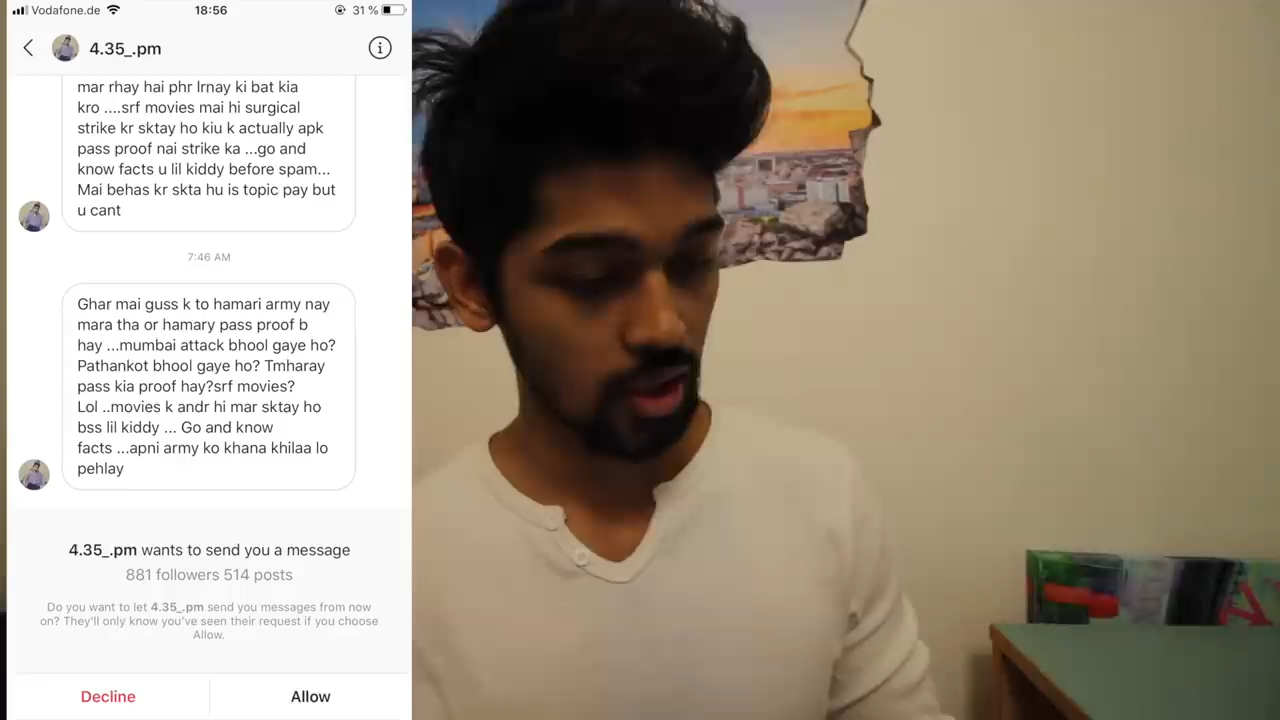 Vodafone.de
18:56
31 %
4.35_.pm
mar rhay hai phr lrnay ki bat kia
kro ....srf movies mai hi surgical
strike kr sktay ho kiu k actually apk
pass proof nai strike ka ...go and
know facts u lil kiddy before spam...
Mai behas kr skta hu is topic pay but
u cant
7:46 AM
Ghar mai guss k to hamari army nay
mara tha or hamary pass proof b
hay ...mumbai attack bhool gaye ho?
Pathankot bhool gaye ho? Tmharay
pass kia proof hay?srf movies?
Lol ..movies k andr hi mar sktay ho
bss lil kiddy ... Go and know
facts ...apni army ko khana khilaa lo
pehlay
4.35_.pm wants to send you a message
881 followers 514 posts
Do you want to let 4.35_.pm send you messages from now
on? They'll only know you've seen their request if you choose
Allow.
Decline
Allow